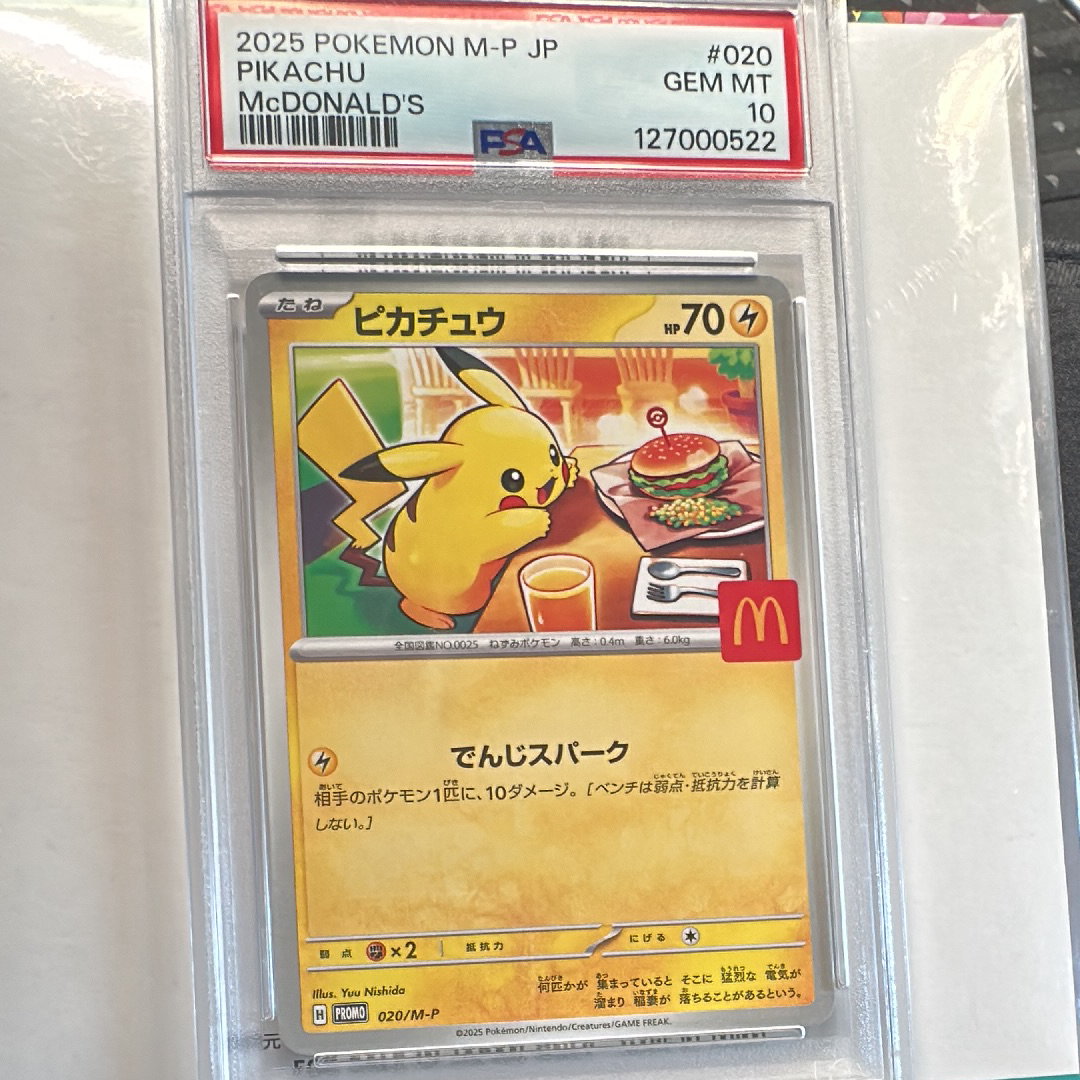 2025 POKEMON M-P JP
#020
PIKACHU
GEM MT
McDONALD'S
10
PSA
127000522
たね
ピカチュウ
HP70
全国図鑑NO.0025 ねずみポケモン 高さ:0.4m 重さ:6.0kg
でんじスパーク
相手のポケモン1匹に、10ダメージ。[ベンチは弱点・抵抗力を計算
しない。]
弱点 ×2 抵抗力 にげる
何匹かが 集まっていると そこに 猛烈な 電気が
溜まり 稲妻が 落ちることがあるという。
Illus. Yuu Nishida
H PROMO 020/M-P
©2025 Pokémon/Nintendo/Creatures/GAME FREAK.
元